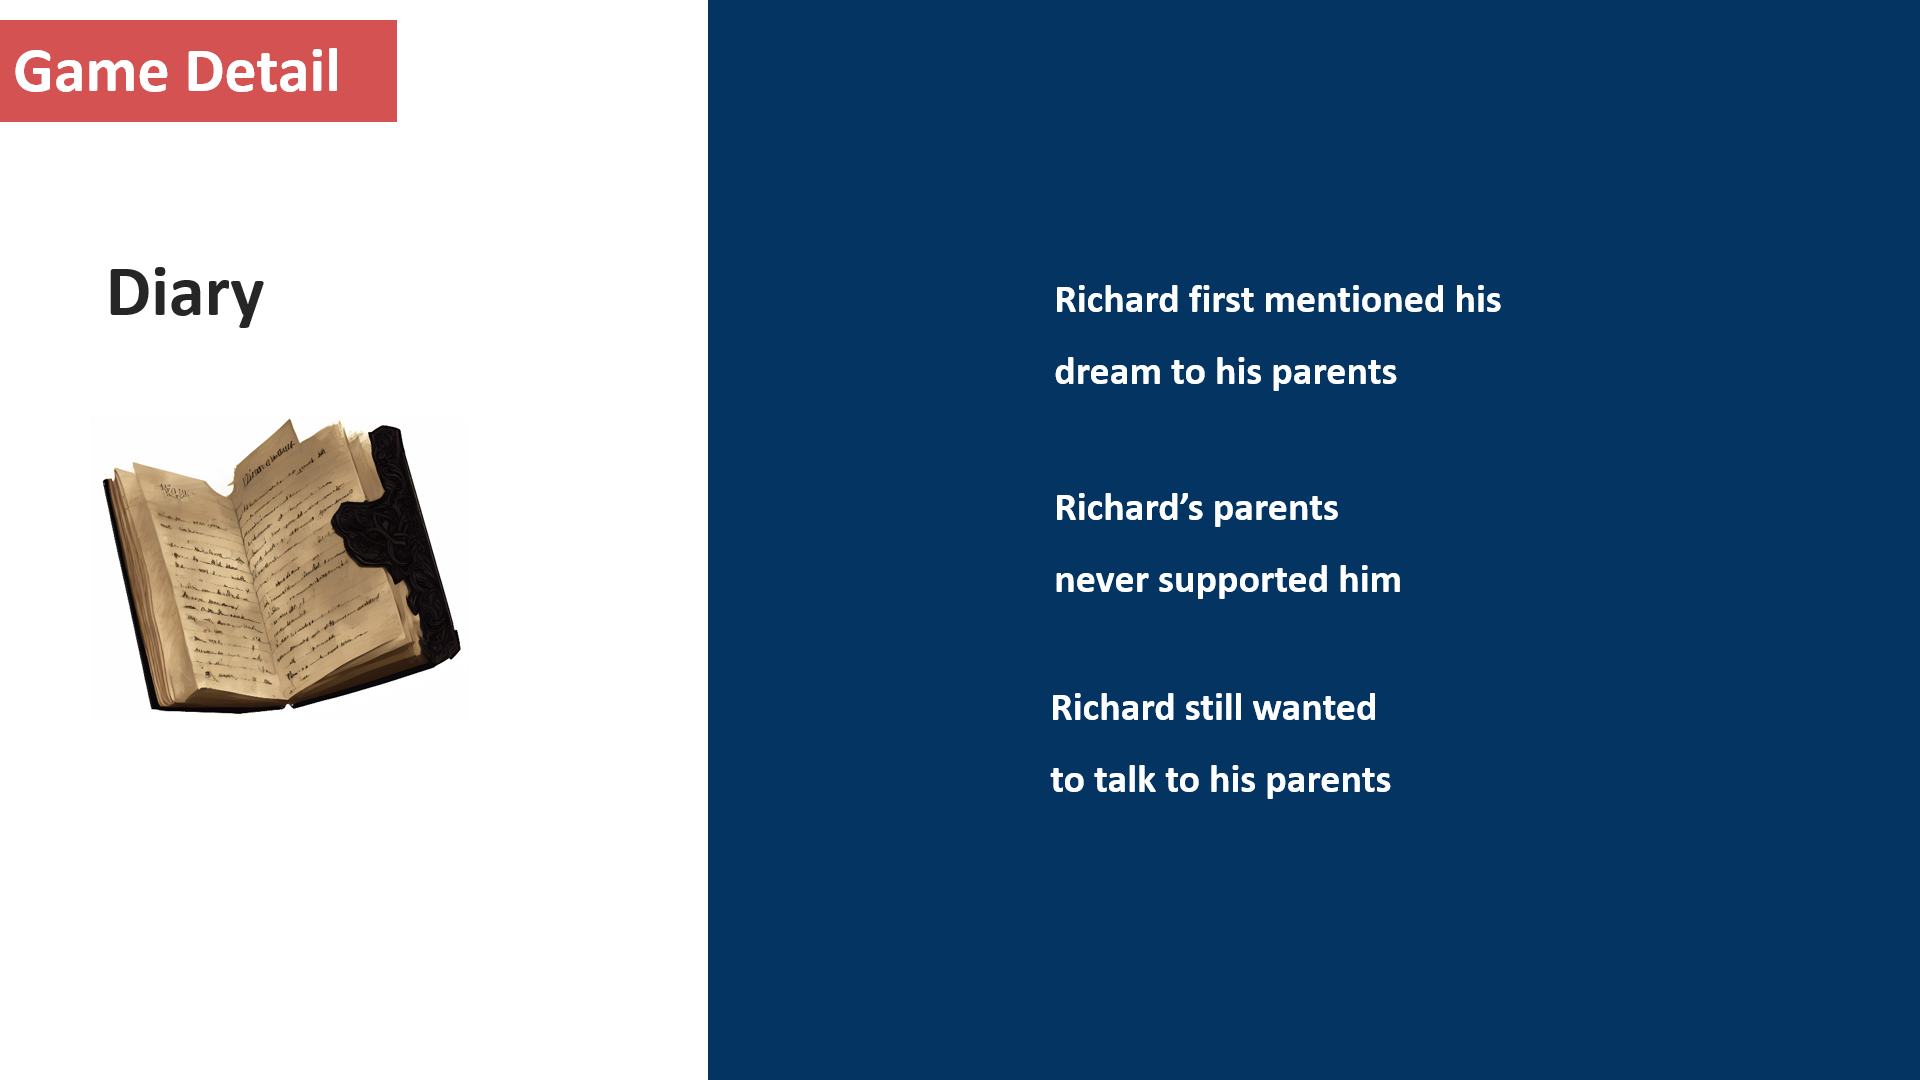 Game Detail
Diary
Richard first mentioned his
dream to his parents
Richard’s parents
never supported him
Richard still wanted
to talk to his parents